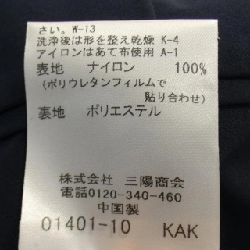 さい。W-13
洗浄後は形を整え乾燥 K-4
アイロンはあて布使用 A-1
表地 ナイロン 100%
(ポリウレタンフィルムで
貼り合わせ)
裏地 ポリエステル
株式会社 三陽商会
電話0120-340-460
中国製
01401-10 KAK